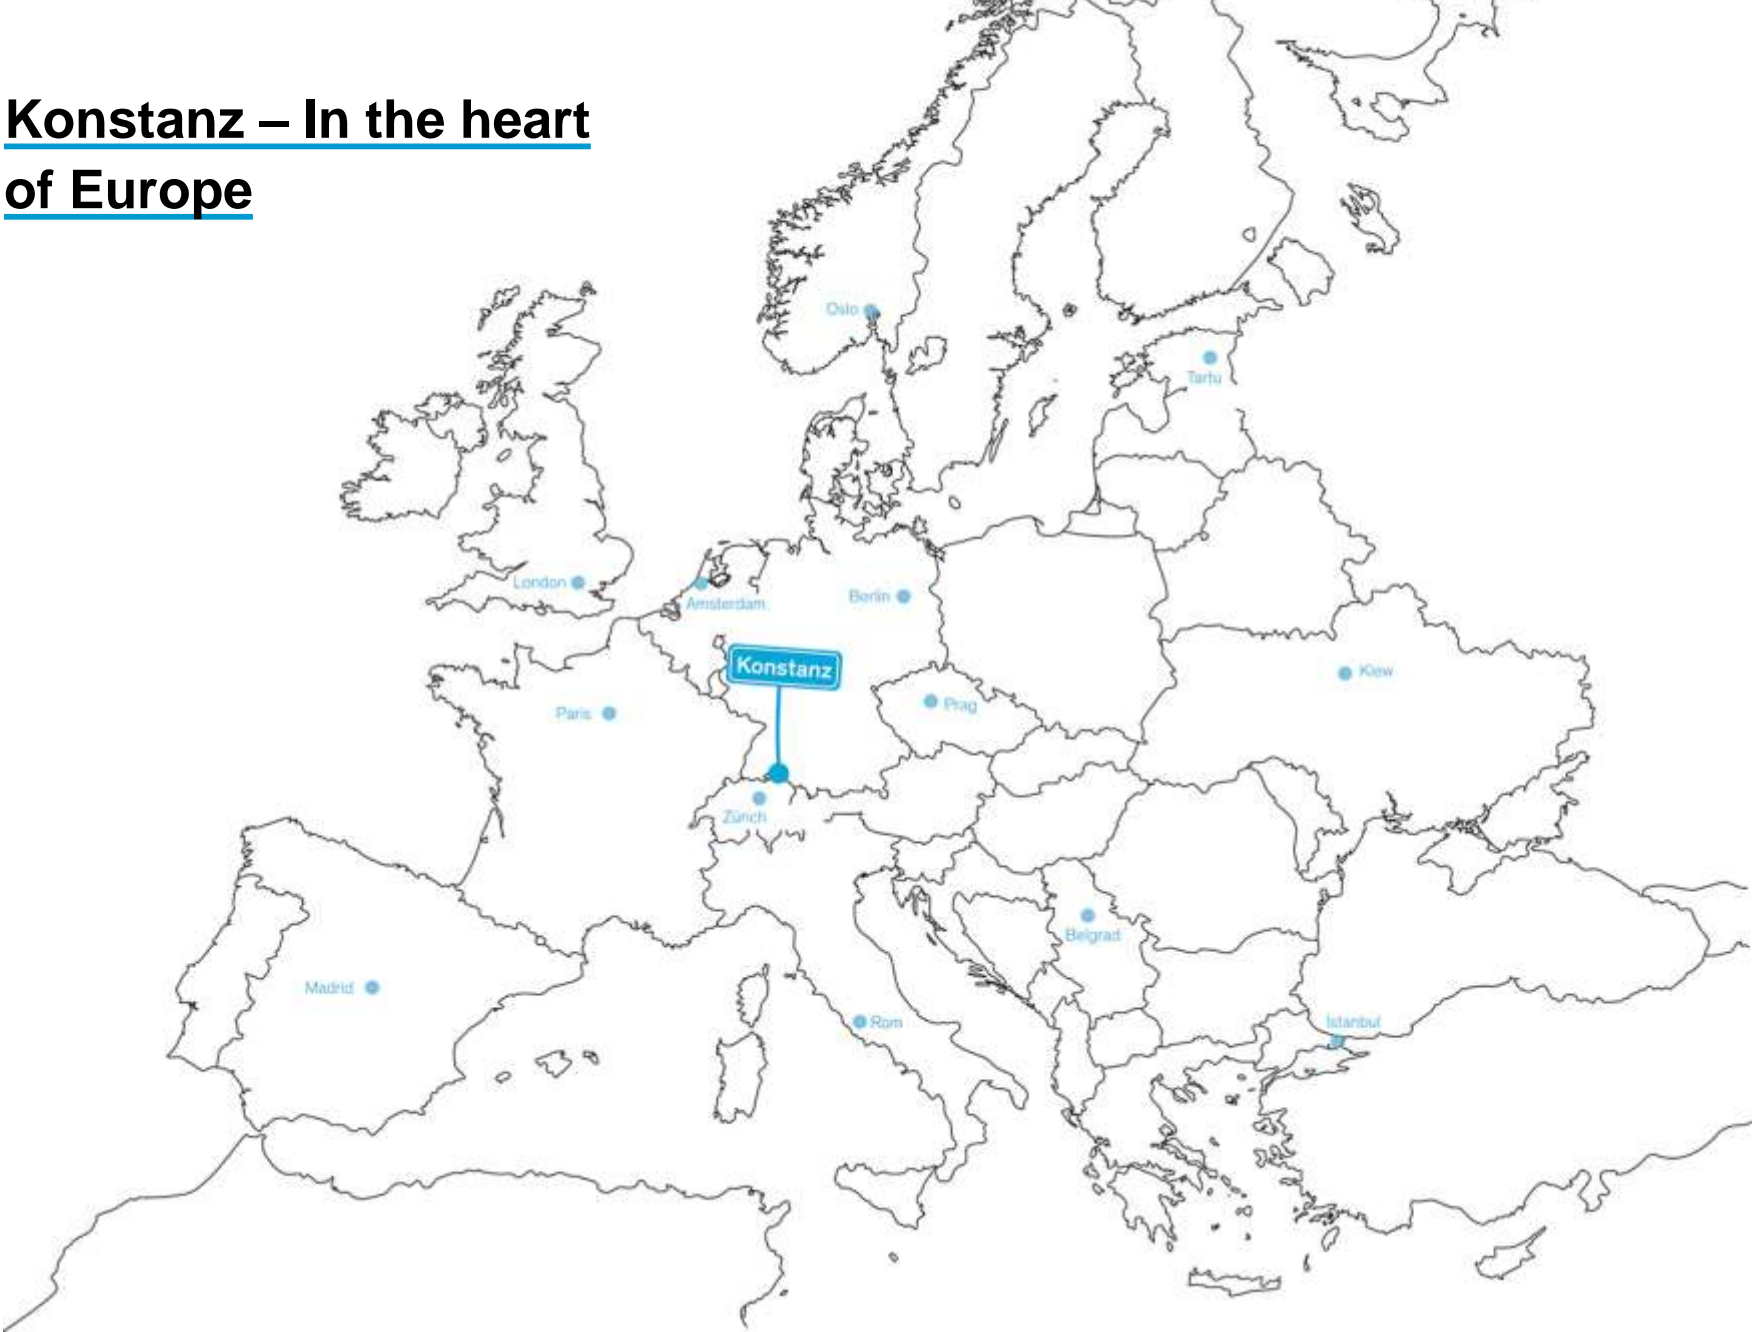 Konstanz – In the heart
of Europe
Oslo
Tartu
London
Amsterdam
Berlin
Konstanz
Kiew
Prag
Paris
Zürich
Belgrad
Madrid
Rom
Istanbul